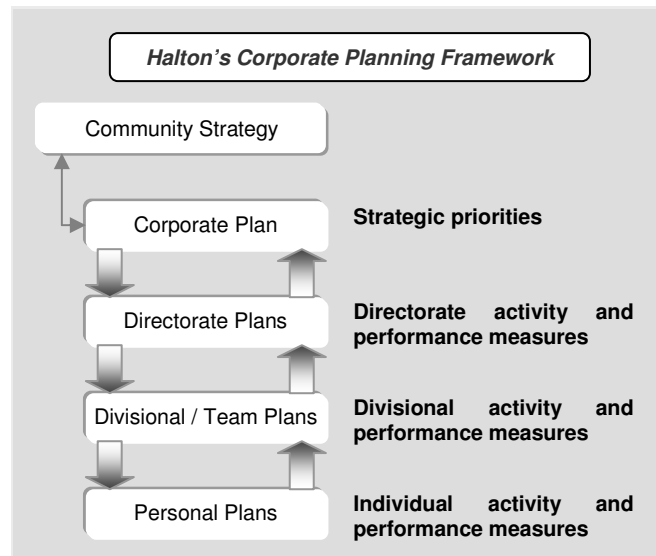 Halton's Corporate Planning Framework
Community Strategy
Corporate Plan
Strategic priorities
Directorate Plans
Directorate activity and
performance measures
Divisional / Team Plans
Divisional activity and
performance measures
Personal Plans
Individual activity and
performance measures